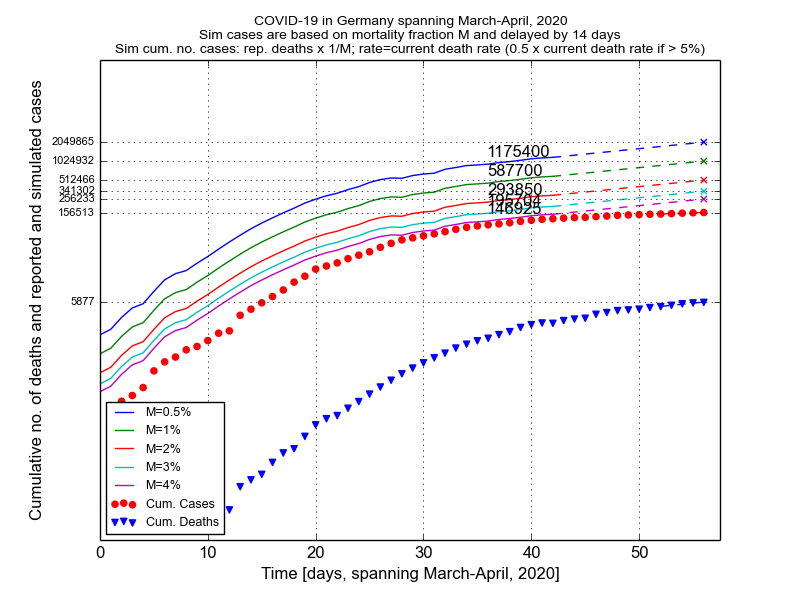 COVID-19 in Germany spanning March-April, 2020
Sim cases are based on mortality fraction M and delayed by 14 days
Sim cum. no. cases: rep. deaths x 1/M; rate=current death rate (0.5 x current death rate if > 5%)
Cumulative no. of deaths and reported and simulated cases
2049865
1024932
512466
341302
256233
156513
5877
1175400
587700
293850
146925
M=0.5%
M=1%
M=2%
M=3%
M=4%
Cum. Cases
Cum. Deaths
0 10 20 30 40 50
Time [days, spanning March-April, 2020]